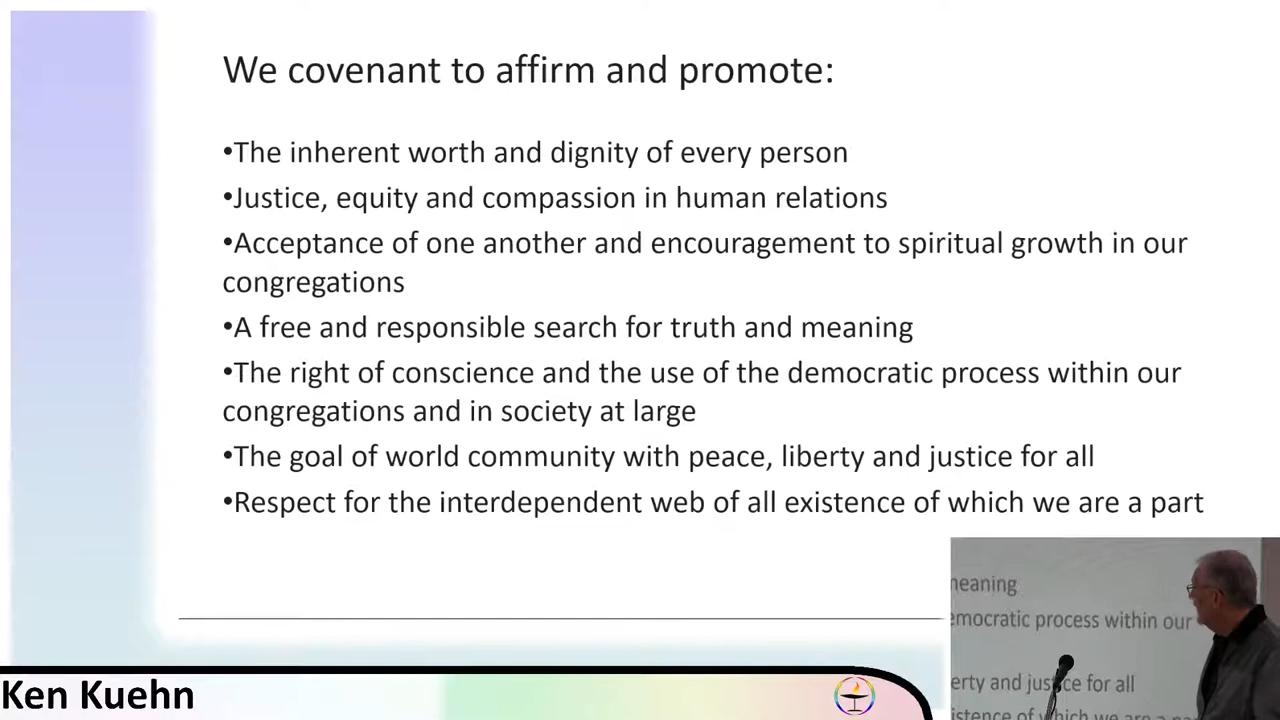 We covenant to affirm and promote:
•The inherent worth and dignity of every person
•Justice, equity and compassion in human relations
•Acceptance of one another and encouragement to spiritual growth in our
congregations
•A free and responsible search for truth and meaning
•The right of conscience and the use of the democratic process within our
congregations and in society at large
•The goal of world community with peace, liberty and justice for all
•Respect for the interdependent web of all existence of which we are a part
meaning
emocratic process within our
erty and justice for all
istence of which we are a
Ken Kuehn